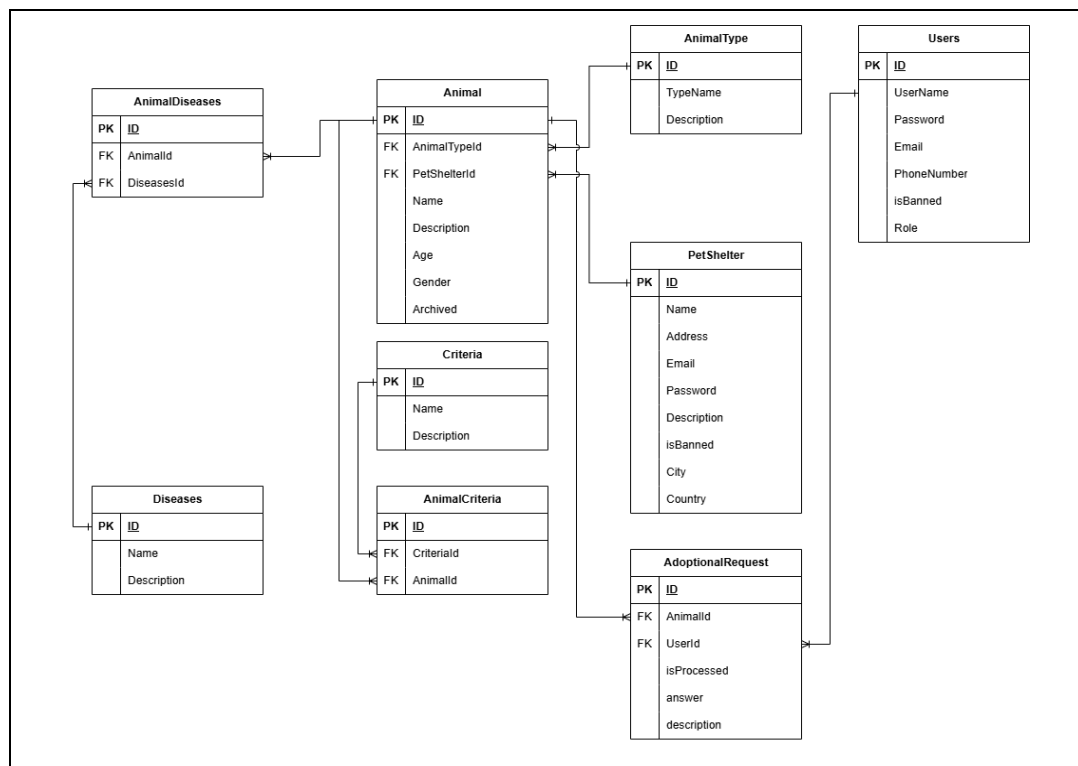 AnimalDiseases
PK ID
FK AnimalId
FK DiseasesId
Diseases
PK ID
Name
Description
Animal
PK ID
FK AnimalTypeId
FK PetShelterId
Name
Description
Age
Gender
Archived
Criteria
PK ID
Name
Description
AnimalCriteria
PK ID
FK CriteriaId
FK AnimalId
AnimalType
PK ID
TypeName
Description
PetShelter
PK ID
Name
Address
Email
Password
Description
isBanned
City
Country
AdoptionalRequest
PK ID
FK AnimalId
FK UserId
isProcessed
answer
description
Users
PK ID
UserName
Password
Email
PhoneNumber
isBanned
Role